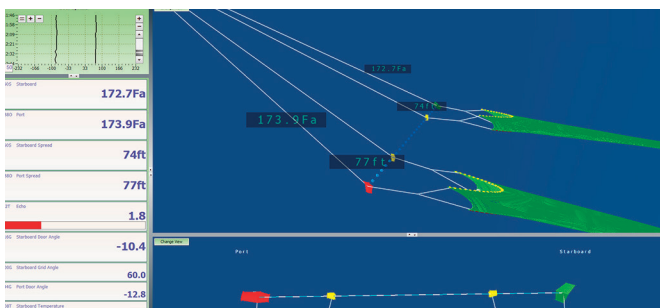 172.7Fa
Starboard
172.7Fa
Port
173.9Fa
Starboard Spread
74ft
Port Spread
77ft
Echo
1.8
Starboard Door Angle
-10.4
Starboard Grid Angle
60.0
Port Door Angle
-12.8
Starboard Temperature
172.7Fa
74ft
173.9Fa
77ft
Change View
Port
Starboard